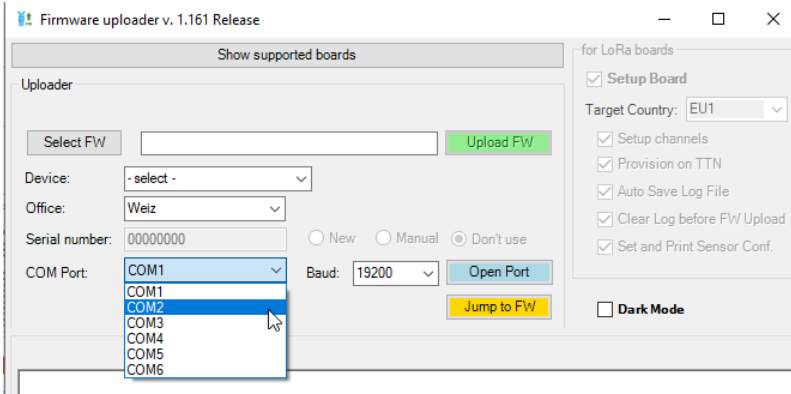 Firmware uploader v. 1.161 Release
Show supported boards
Uploader
Select FW
Upload FW
Device: - select -
Office: Weiz
Serial number: 00000000 New Manual Don't use
COM Port: COM1 Baud: 19200 Open Port
COM1
COM2
COM3
COM4
COM5
COM6
Jump to FW
for LoRa boards
Setup Board
Target Country: EU1
Setup channels
Provision on TTN
Auto Save Log File
Clear Log before FW Upload
Set and Print Sensor Conf.
Dark Mode